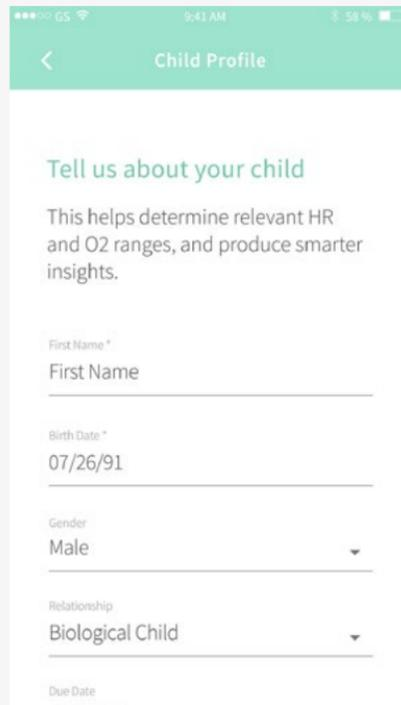 GS 9:41 AM 58 %
Child Profile
Tell us about your child
This helps determine relevant HR
and O2 ranges, and produce smarter
insights.
First Name *
First Name
Birth Date *
07/26/91
Gender
Male
Relationship
Biological Child
Due Date